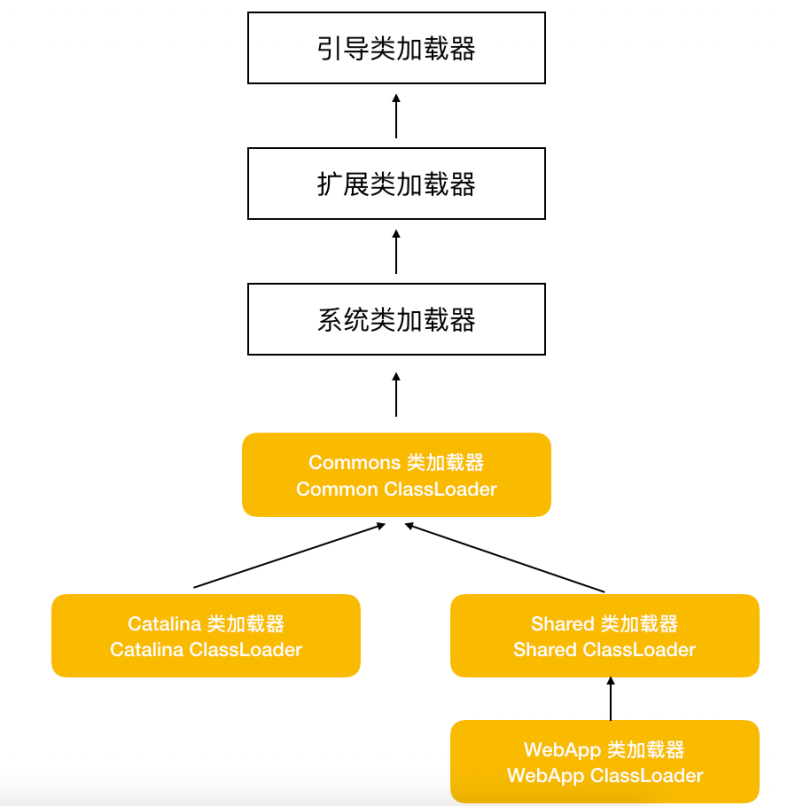 引导类加载器
扩展类加载器
系统类加载器
Commons 类加载器
Common ClassLoader
Catalina 类加载器
Catalina ClassLoader
Shared 类加载器
Shared ClassLoader
WebApp 类加载器
WebApp ClassLoader